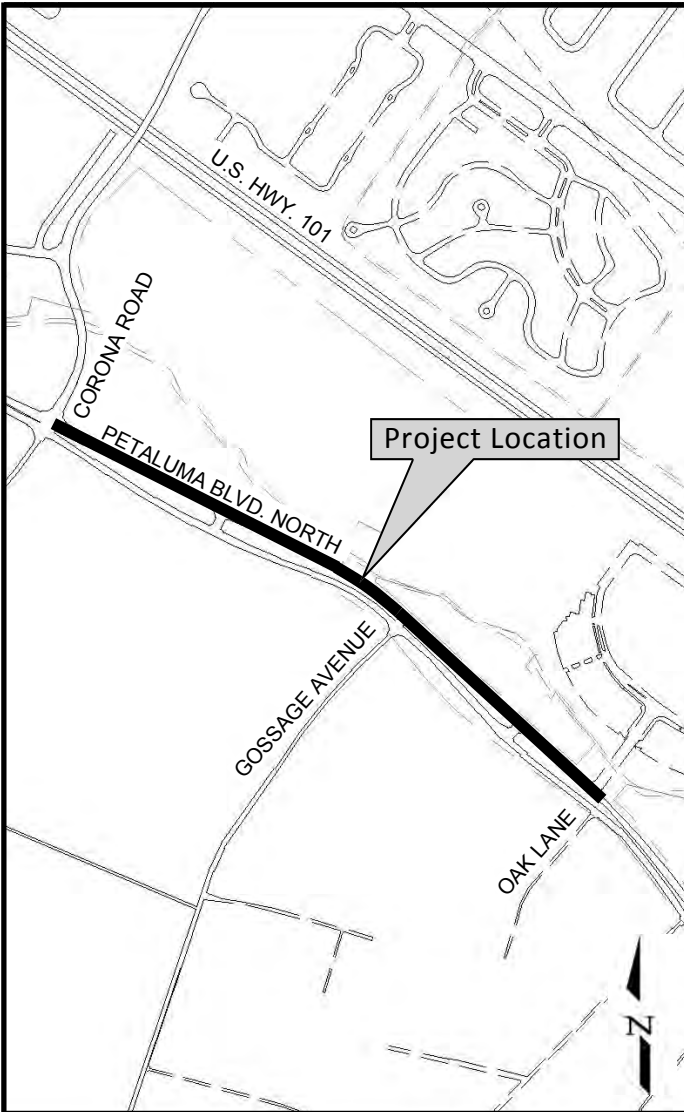 U.S. HWY. 101
CORONA ROAD
Project Location
PETALUMA BLVD. NORTH
GOSSAGE AVENUE
OAK LANE
N